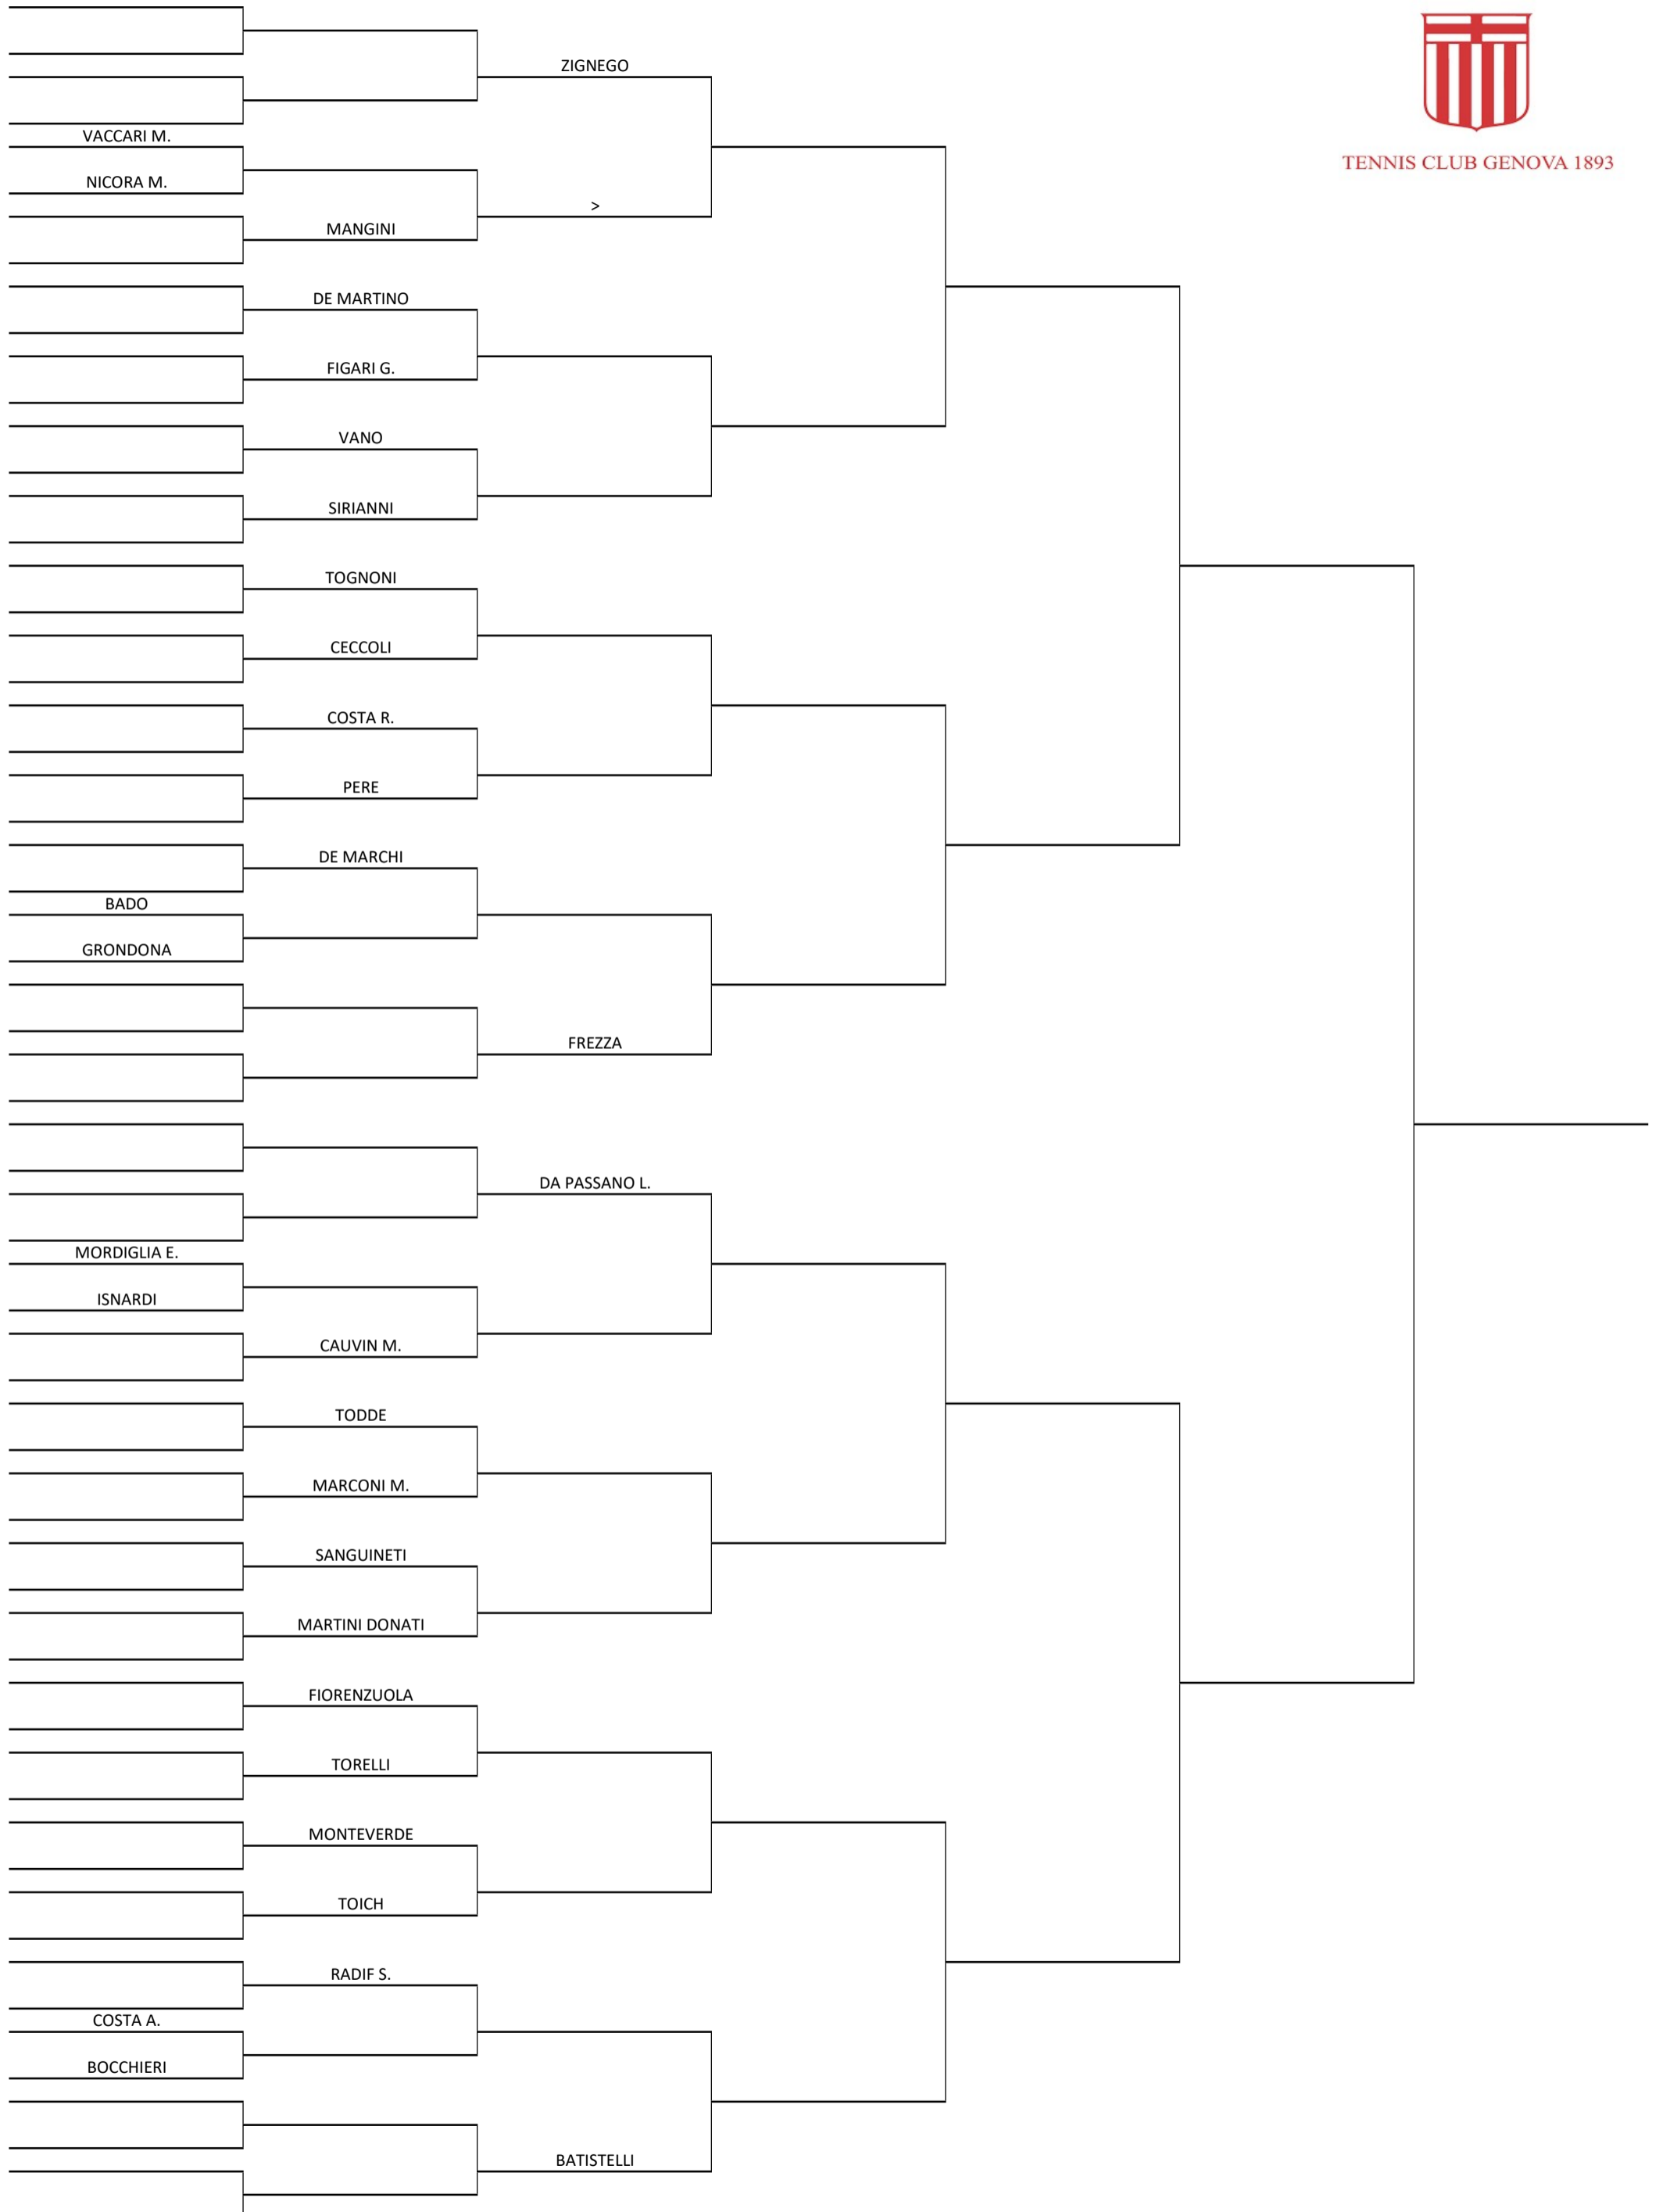 ZIGNEGO
VACCARI M.
TENNIS CLUB GENOVA 1893
NICORA M.
>
MANGINI
DE MARTINO
FIGARI G.
VANO
SIRIANNI
TOGNONI
CECCOLI
COSTA R.
PERE
DE MARCHI
BADO
GRONDONA
FREZZA
DA PASSANO L.
MORDIGLIA E.
ISNARDI
CAUVIN M.
TODDE
MARCONI M.
SANGUINETI
MARTINI DONATI
FIORENZUOLA
TORELLI
MONTEVERDE
TOICH
RADIF S.
COSTA A.
BOCCHIERI
BATISTELLI